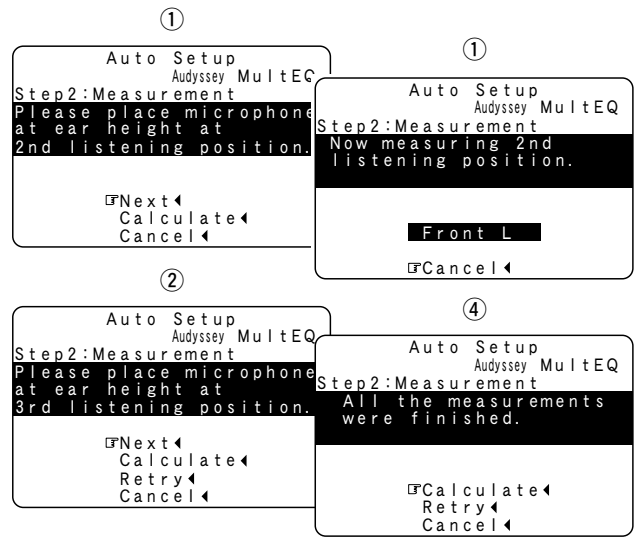 ①
Auto Setup
Audyssey MultEQ
Step2:Measurement
Please place microphone
at ear height at
2nd listening position.
☞Next◀
Calculate◀
Cancel◀
①
Auto Setup
Audyssey MultEQ
Step2:Measurement
Now measuring 2nd
listening position.
Front L
☞Cancel◀
②
Auto Setup
Audyssey MultEQ
Step2:Measurement
Please place microphone
at ear height at
3rd listening position.
☞Next◀
Calculate◀
Retry◀
Cancel◀
④
Auto Setup
Audyssey MultEQ
Step2:Measurement
All the measurements
were finished.
☞Calculate◀
Retry◀
Cancel◀